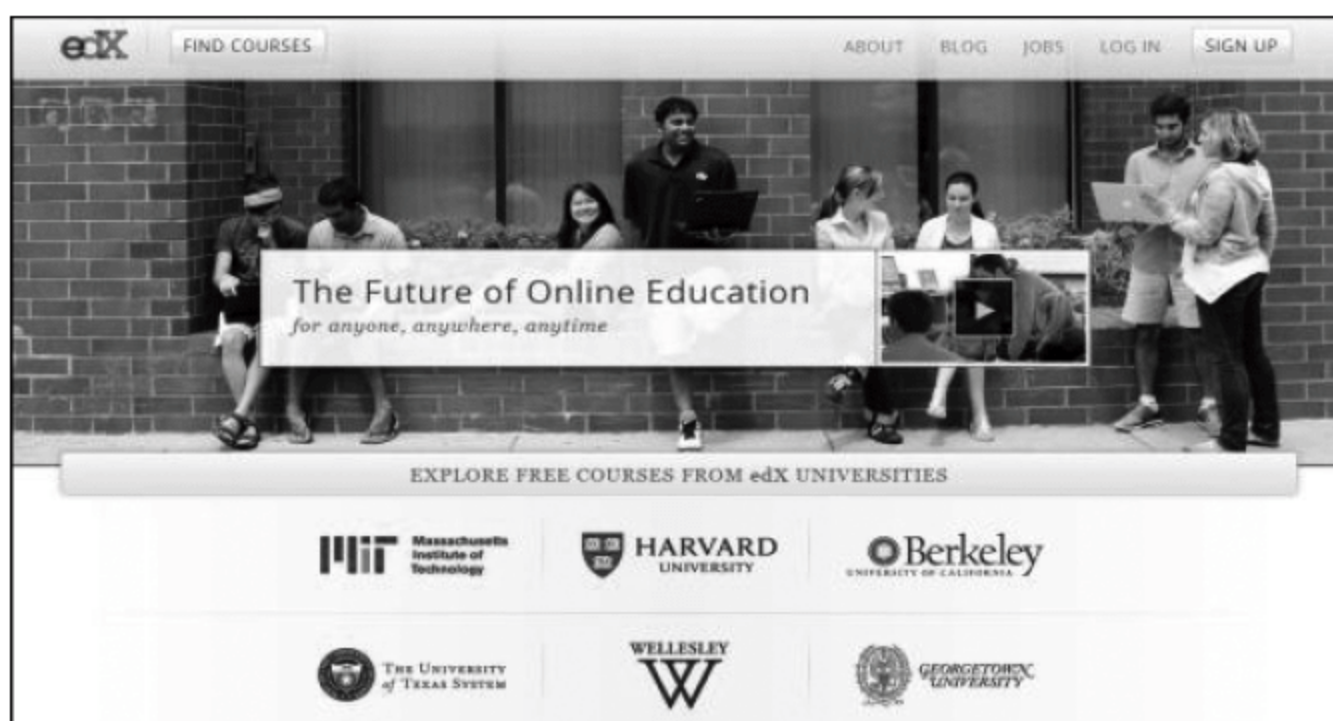 edX
FIND COURSES
ABOUT
BLOG
JOBS
LOG IN
SIGN UP
The Future of Online Education
for anyone, anywhere, anytime
EXPLORE FREE COURSES FROM edX UNIVERSITIES
MIT
Massachusetts
Institute of
Technology
HARVARD
UNIVERSITY
Berkeley
UNIVERSITY OF CALIFORNIA
THE UNIVERSITY
of TEXAS SYSTEM
WELLESLEY
W
GEORGETOWN
UNIVERSITY